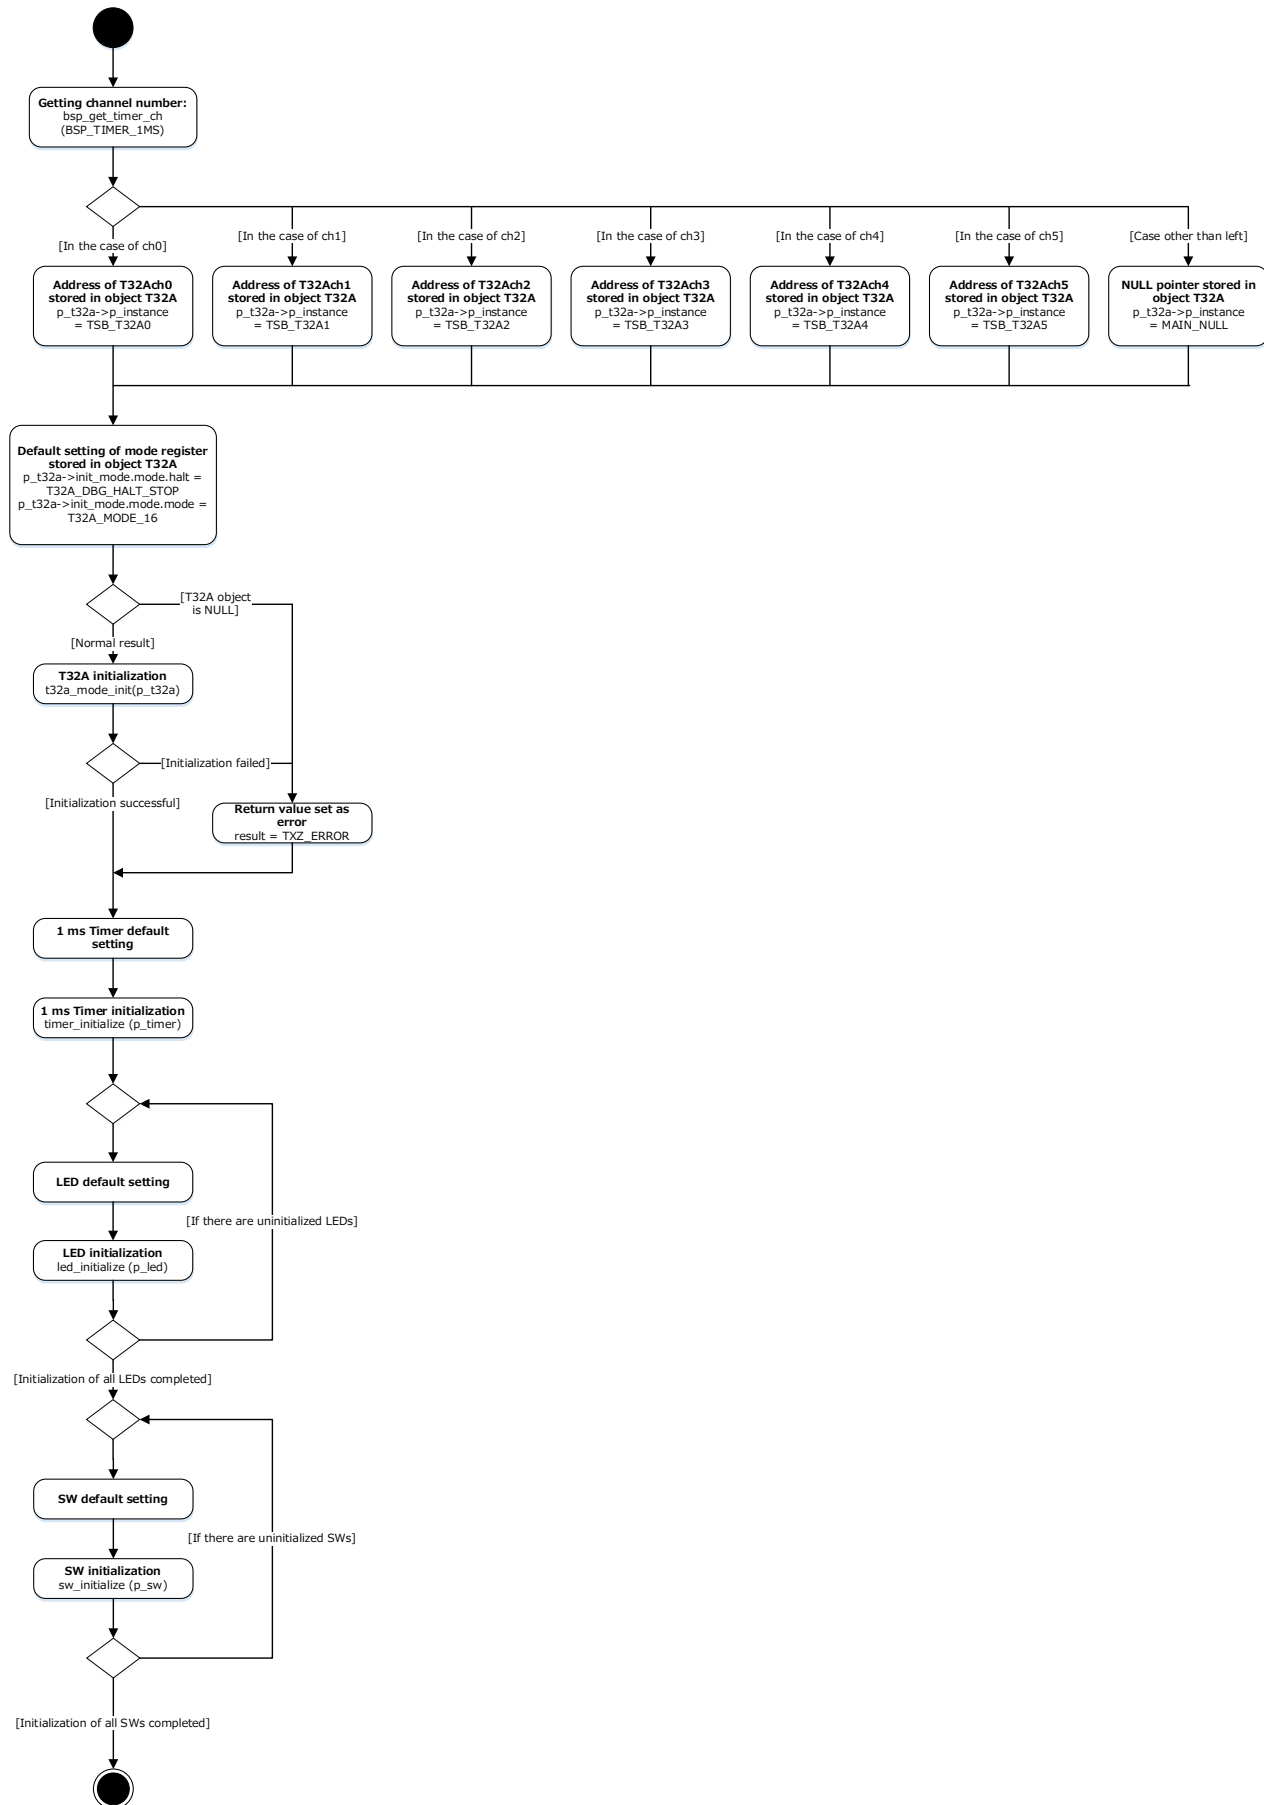 Getting channel number:
bsp_get_timer_ch
(BSP_TIMER_1MS)
[In the case of ch0]
[In the case of ch1]
[In the case of ch2]
[In the case of ch3]
[In the case of ch4]
[In the case of ch5]
[Case other than left]
Address of T32Ach0
stored in object T32A
p_t32a->p_instance
= TSB_T32A0
Address of T32Ach1
stored in object T32A
p_t32a->p_instance
= TSB_T32A1
Address of T32Ach2
stored in object T32A
p_t32a->p_instance
= TSB_T32A2
Address of T32Ach3
stored in object T32A
p_t32a->p_instance
= TSB_T32A3
Address of T32Ach4
stored in object T32A
p_t32a->p_instance
= TSB_T32A4
Address of T32Ach5
stored in object T32A
p_t32a->p_instance
= TSB_T32A5
NULL pointer stored in
object T32A
p_t32a->p_instance
= MAIN_NULL
Default setting of mode register
stored in object T32A
p_t32a->init_mode.mode.halt =
T32A_DBG_HALT_STOP
p_t32a->init_mode.mode.mode =
T32A_MODE_16
[T32A object
is NULL]
[Normal result]
T32A initialization
t32a_mode_init(p_t32a)
[Initialization failed]
[Initialization successful]
Return value set as
error
result = TXZ_ERROR
1 ms Timer default
setting
1 ms Timer initialization
timer_initialize (p_timer)
LED default setting
[If there are uninitialized LEDs]
LED initialization
led_initialize (p_led)
[Initialization of all LEDs completed]
SW default setting
[If there are uninitialized SWs]
SW initialization
sw_initialize (p_sw)
[Initialization of all SWs completed]